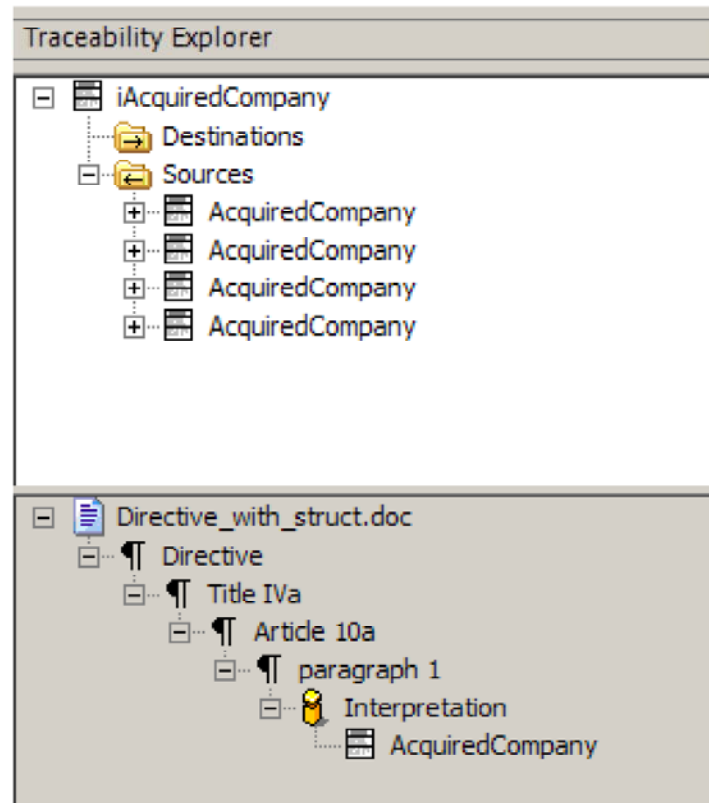 Traceability Explorer
iAcquiredCompany
Destinations
Sources
AcquiredCompany
AcquiredCompany
AcquiredCompany
AcquiredCompany
Directive_with_struct.doc
Directive
Title IVa
Article 10a
paragraph 1
Interpretation
AcquiredCompany